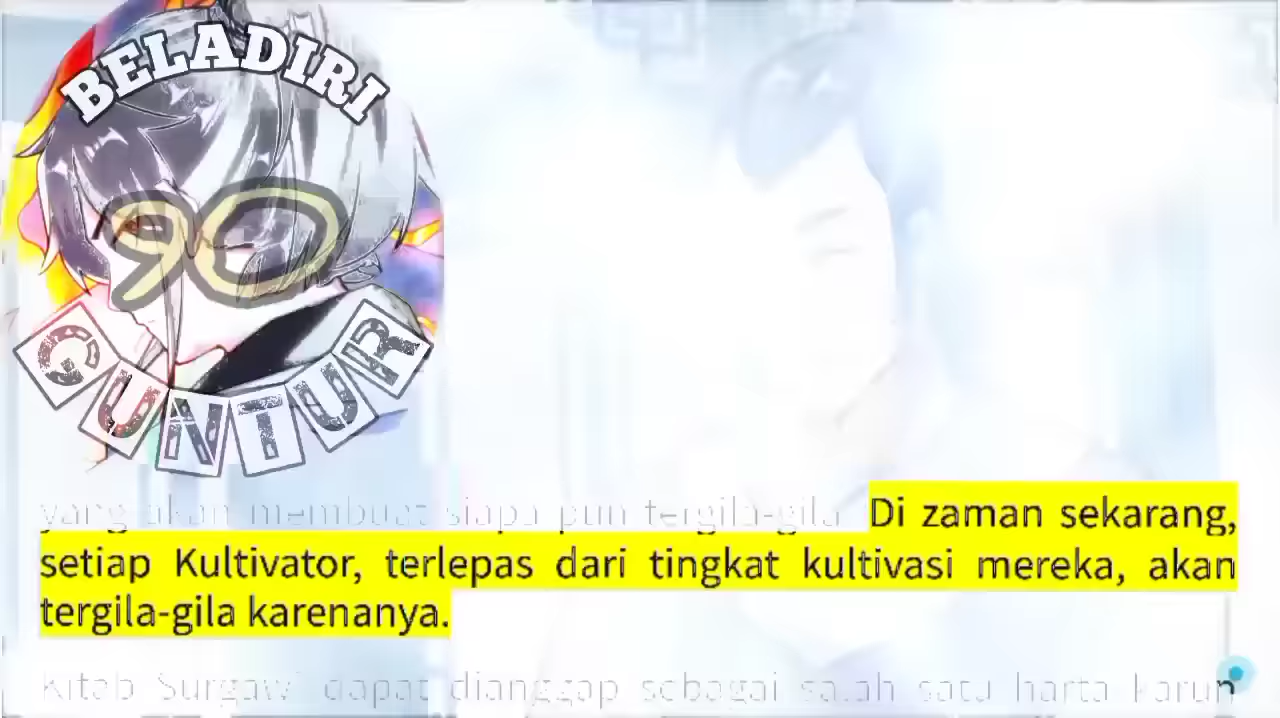 BELADIRI
GUNTUR
yang akan membuat siapa pun tergila-gila. Di zaman sekarang,
setiap Kultivator, terlepas dari tingkat kultivasi mereka, akan
tergila-gila karenanya.
Kitab Surgawi dapat dianggap sebagai salah satu harta karun